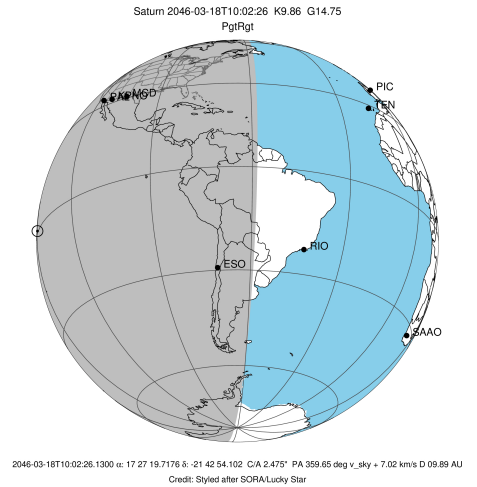 Saturn 2046-03-18T10:02:26 K9.86 G14.75
PgtRgt
PIC
TEN
MCD
RIO
ESO
SAAO
2046-03-18T10:02:26.1300 α: 17 27 19.7176 δ: -21 42 54.102 C/A 2.475" PA 359.65 deg v_sky + 7.02 km/s D 09.89 AU
Credit: Styled after SORA/Lucky Star